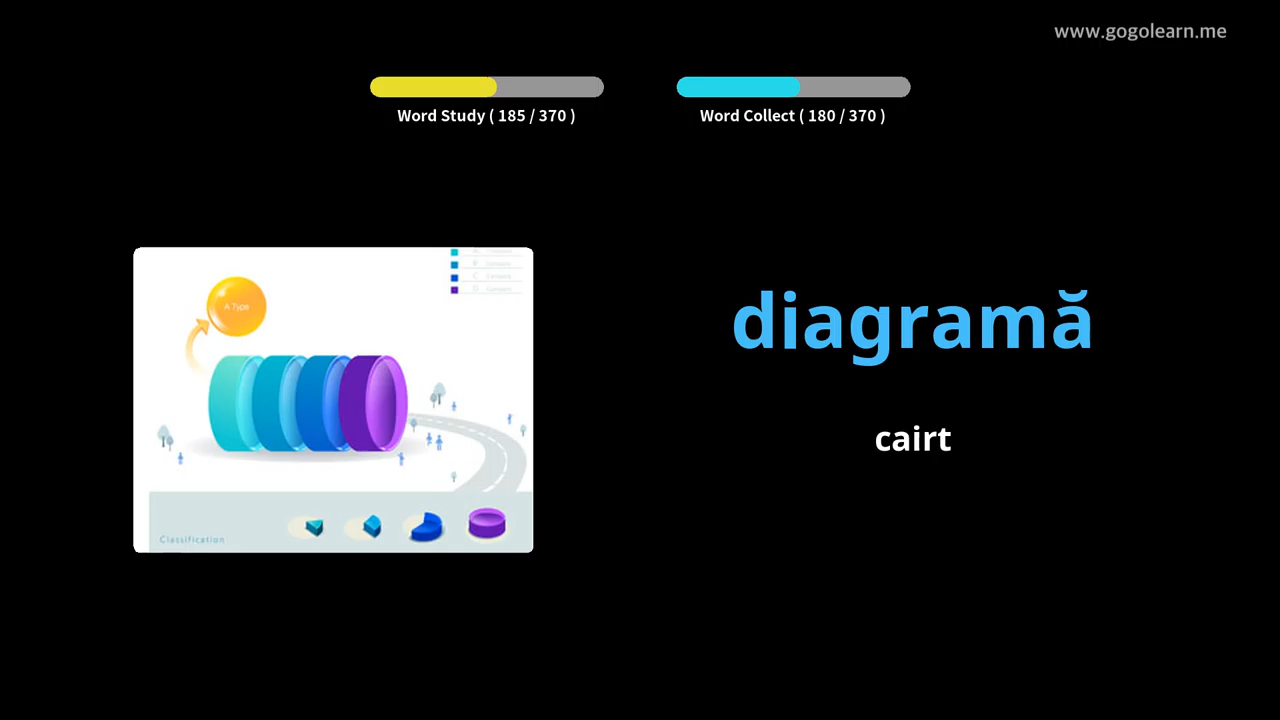 www.gogolearn.me
Word Study ( 185 / 370 )
Word Collect ( 180 / 370 )
A Type
diagramă
cairt
Classification